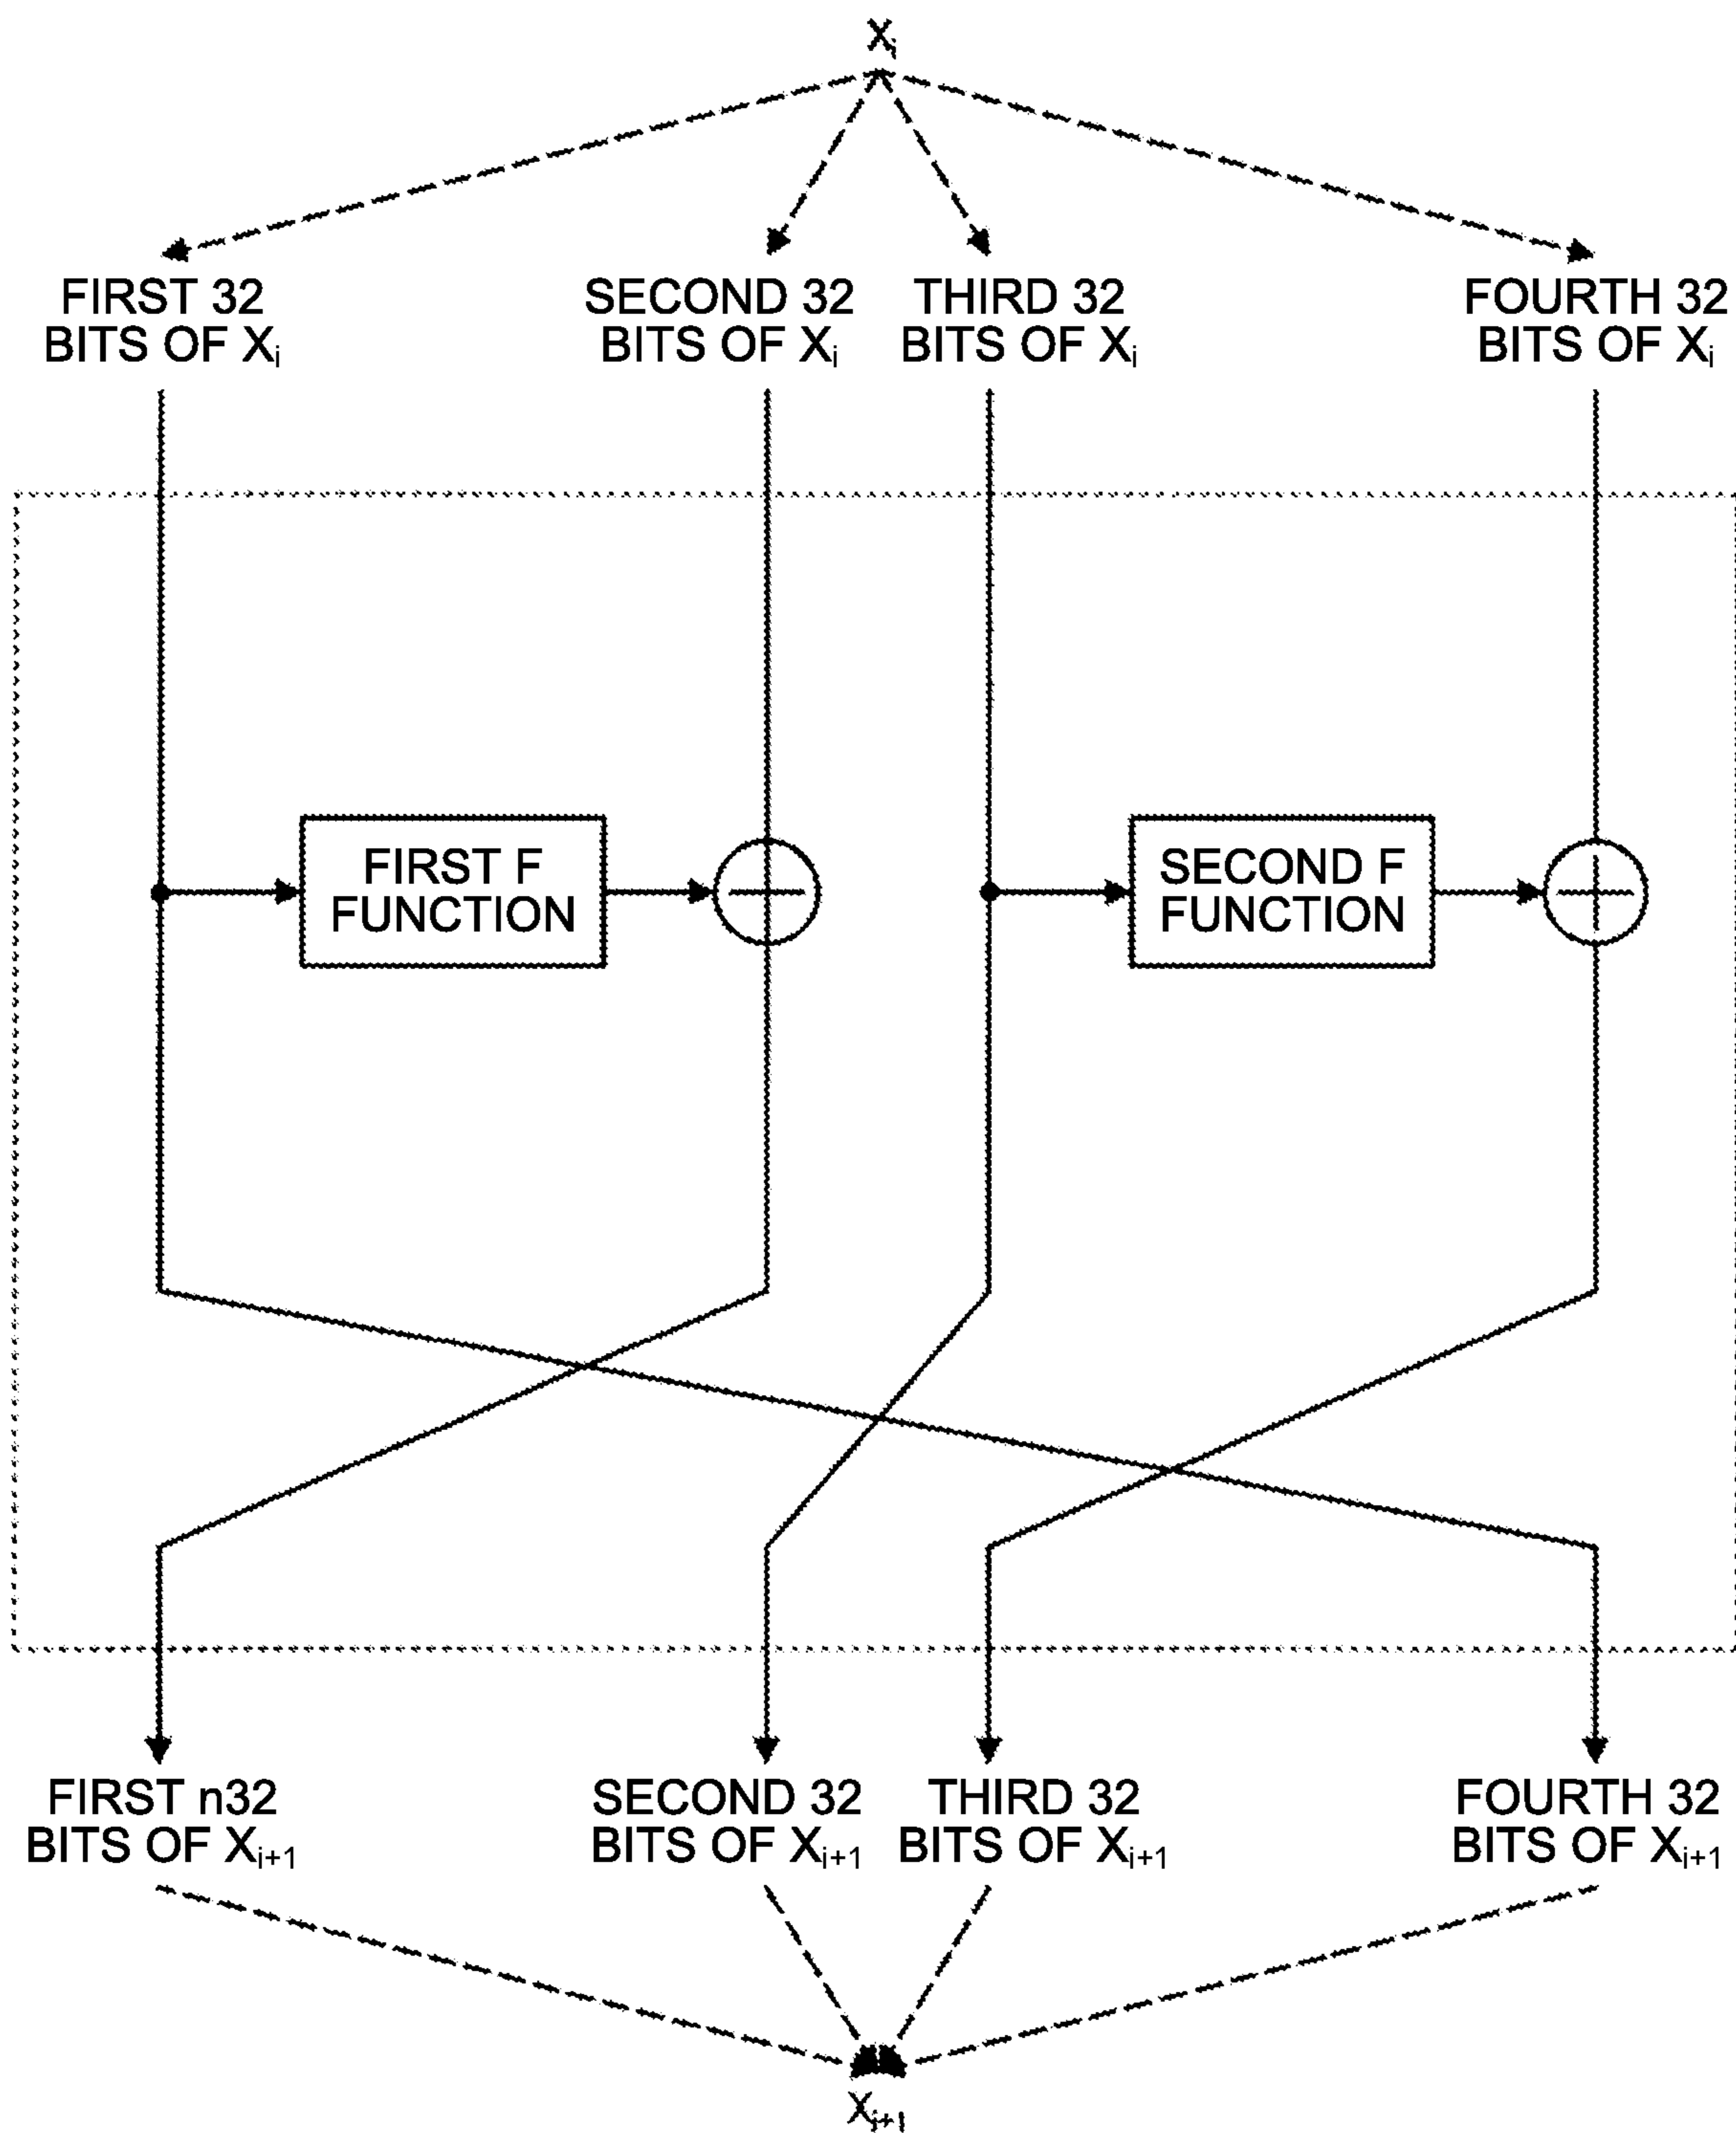 Xi
FIRST 32
BITS OF Xi
SECOND 32
BITS OF Xi
THIRD 32
BITS OF Xi
FOURTH 32
BITS OF Xi
FIRST F
FUNCTION
SECOND F
FUNCTION
FIRST n32
BITS OF Xi+1
SECOND 32
BITS OF Xi+1
THIRD 32
BITS OF Xi+1
FOURTH 32
BITS OF Xi+1
Xi+1